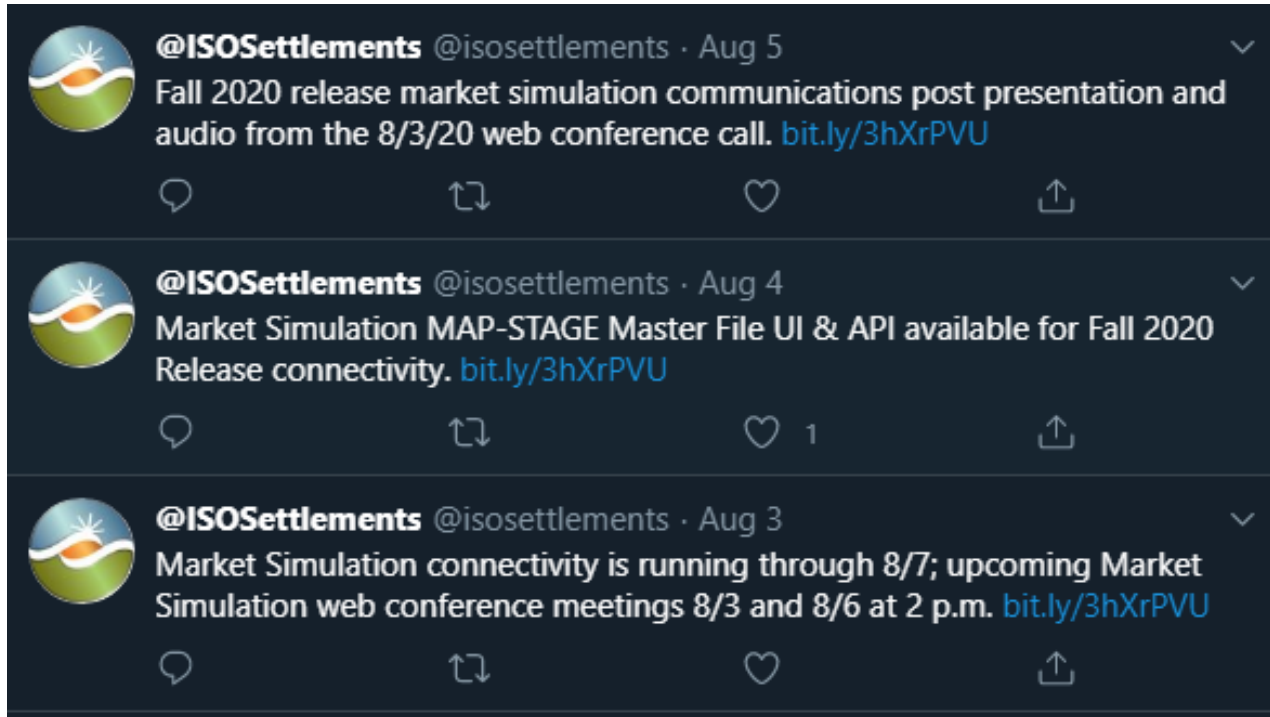 @ISOSettlements @isosettlements · Aug 5
Fall 2020 release market simulation communications post presentation and
audio from the 8/3/20 web conference call. bit.ly/3hXrPVU
@ISOSettlements @isosettlements · Aug 4
Market Simulation MAP-STAGE Master File UI & API available for Fall 2020
Release connectivity. bit.ly/3hXrPVU
1
@ISOSettlements @isosettlements · Aug 3
Market Simulation connectivity is running through 8/7; upcoming Market
Simulation web conference meetings 8/3 and 8/6 at 2 p.m. bit.ly/3hXrPVU